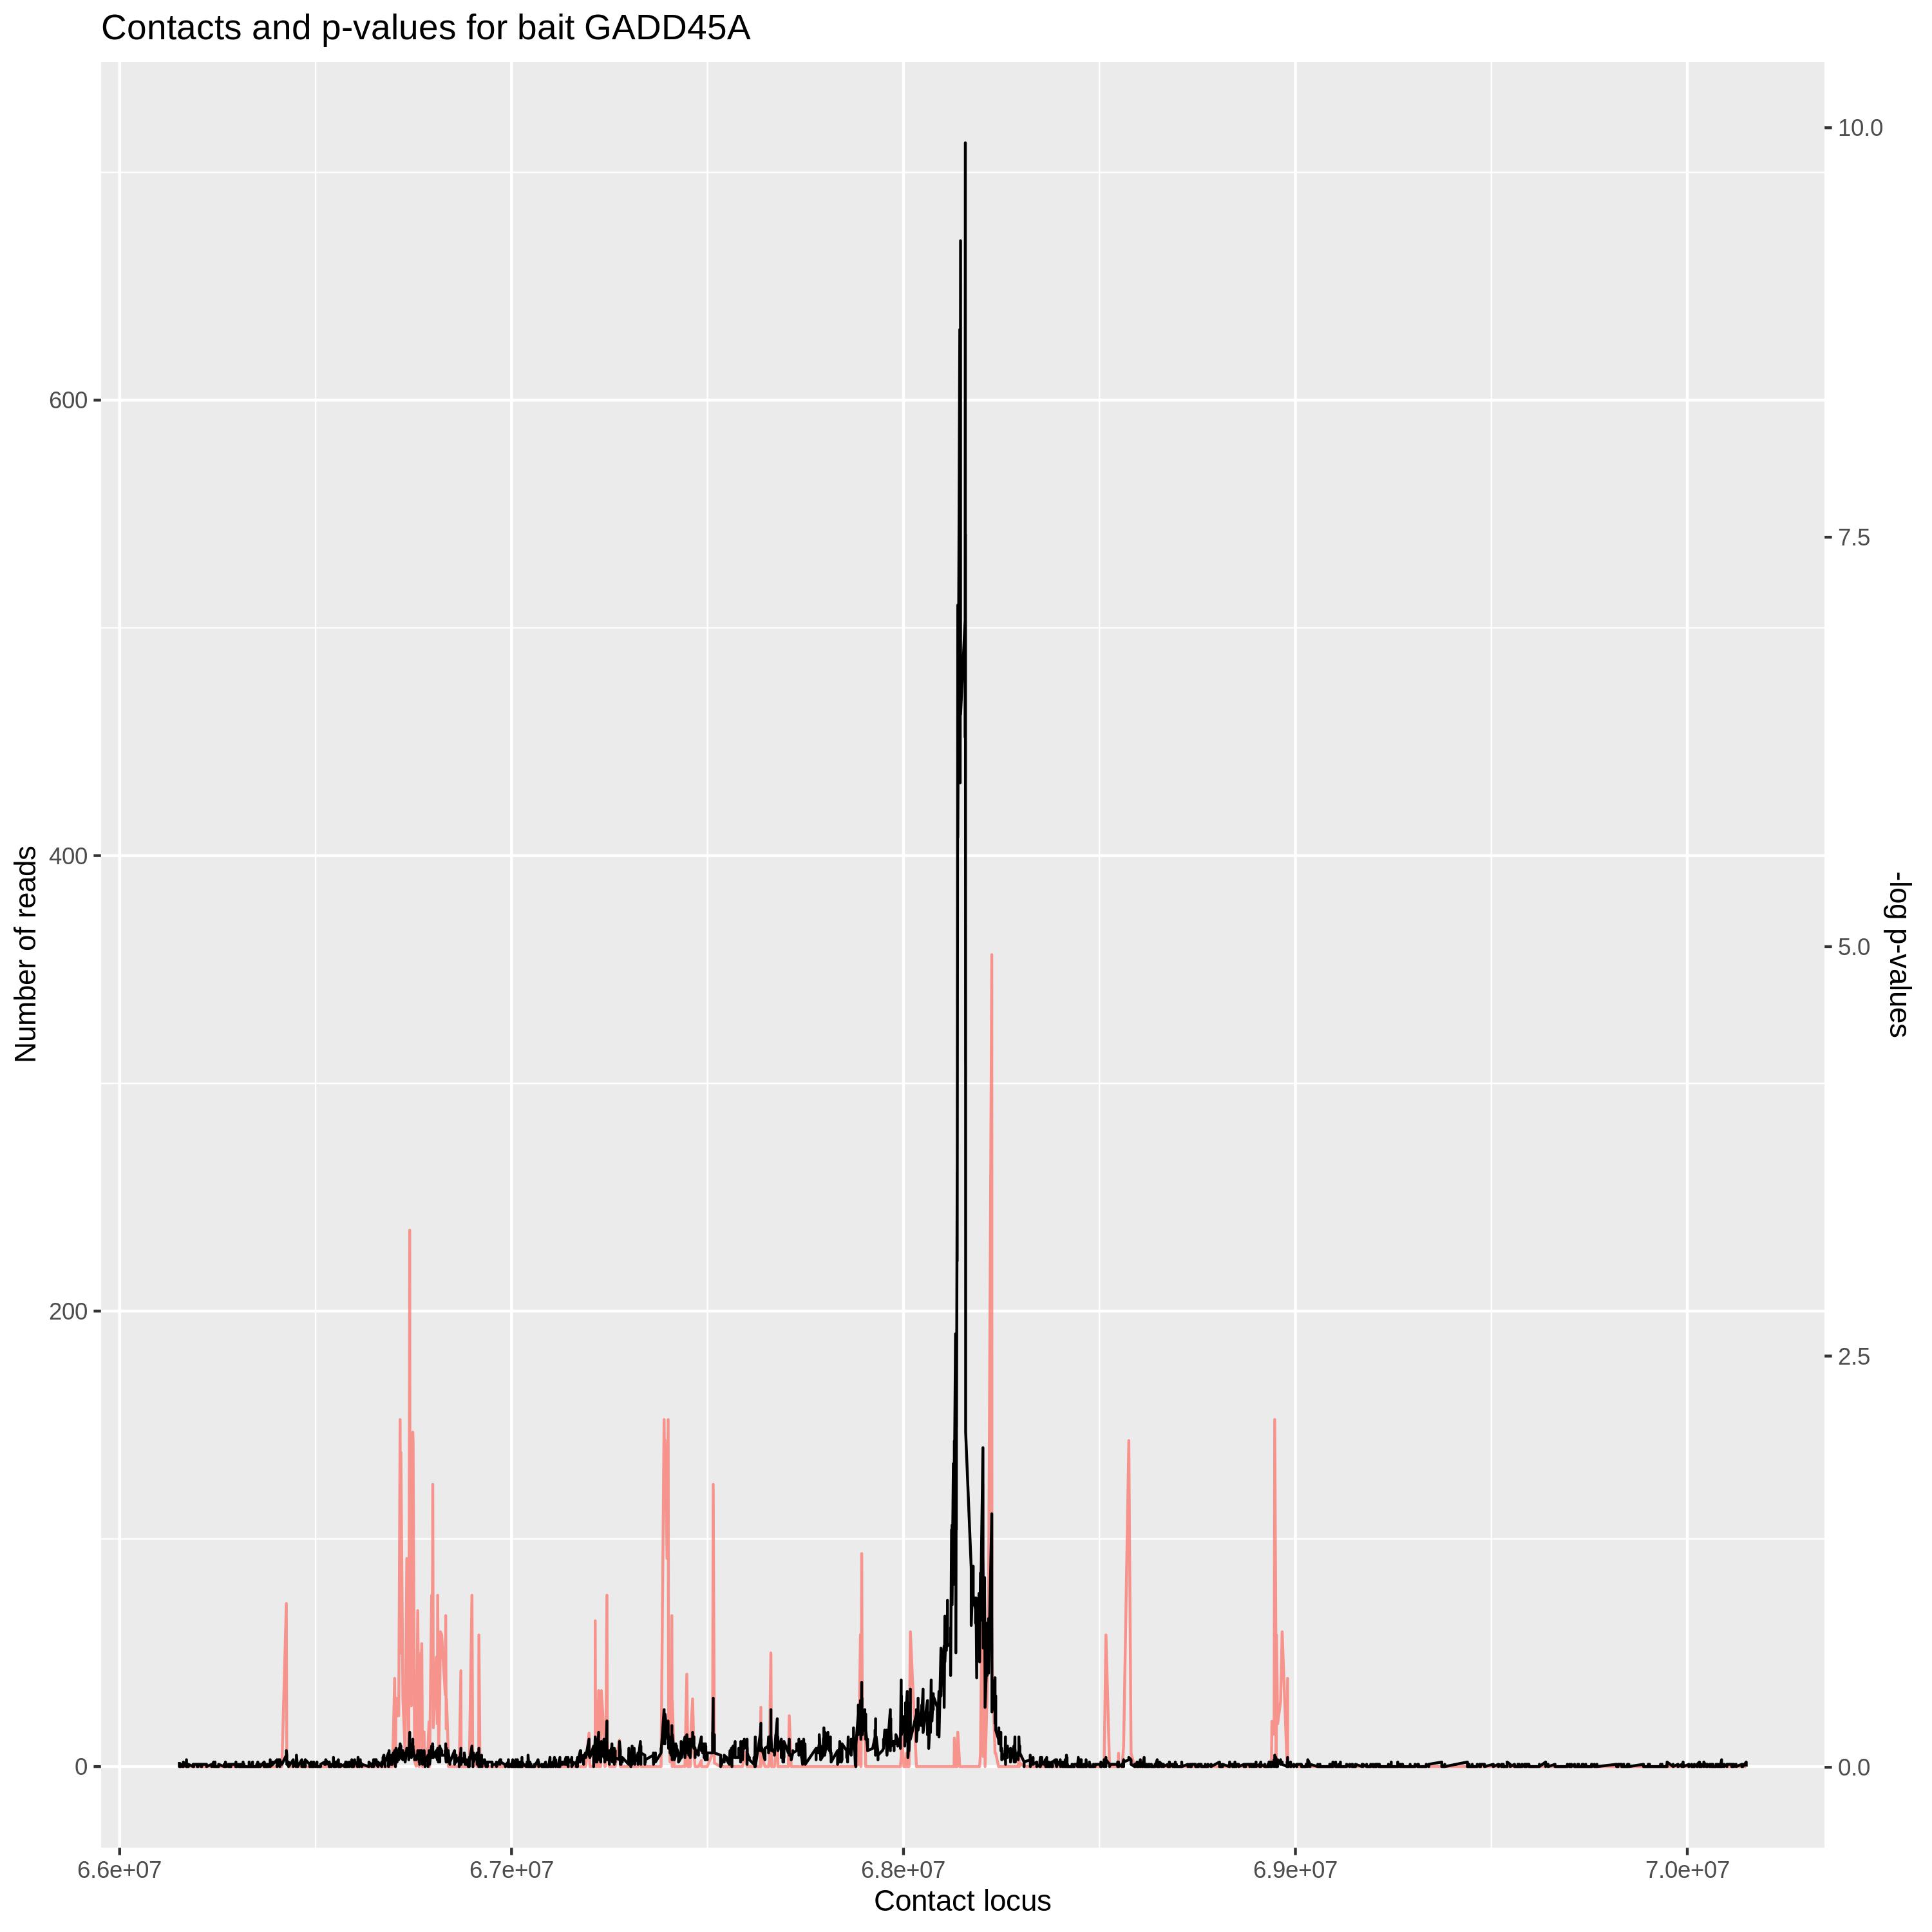 Contacts and p-values for bait GADD45A
Number of reads
600
400
200
0
10.0
7.5
5.0
2.5
0.0
-log p-values
6.6e+07 6.7e+07 6.8e+07 6.9e+07 7.0e+07
Contact locus